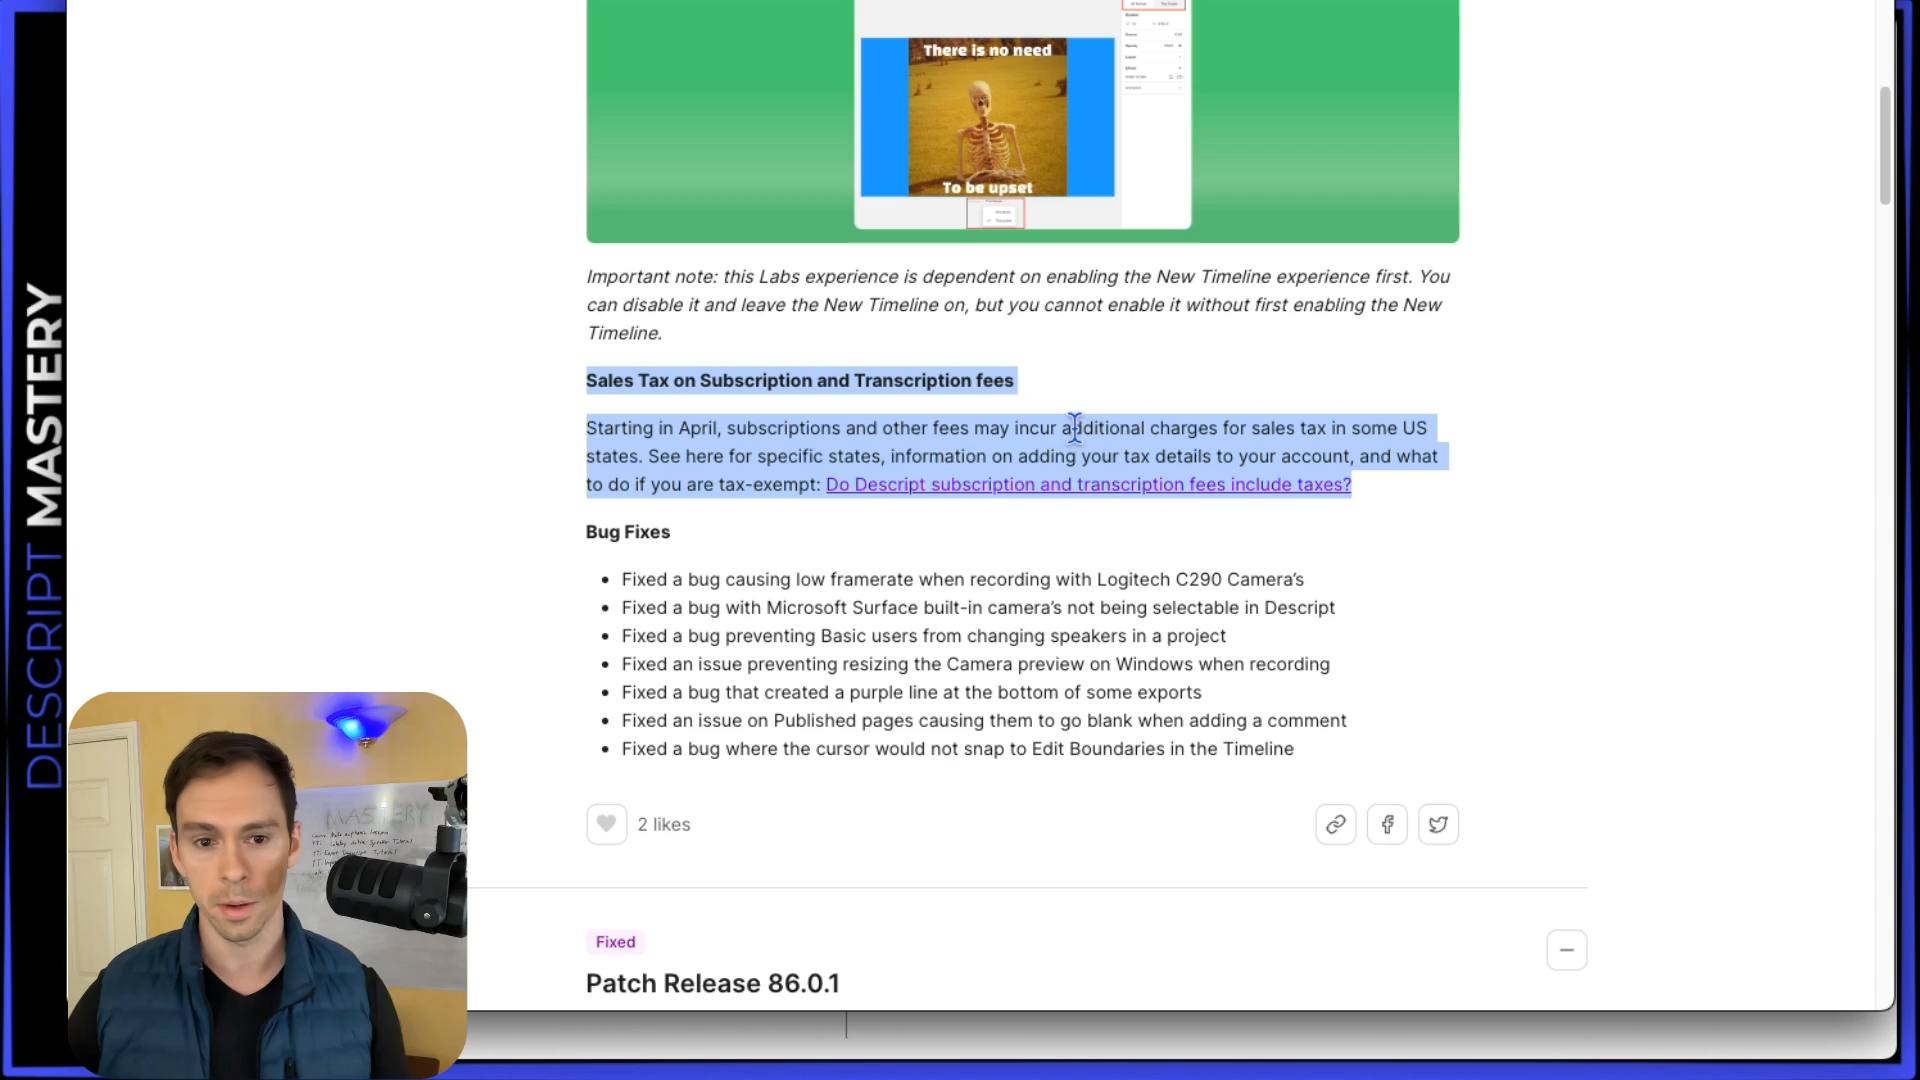 DESCRIPT MASTERY
There is no need
To be upset
Important note: this Labs experience is dependent on enabling the New Timeline experience first. You
can disable it and leave the New Timeline on, but you cannot enable it without first enabling the New
Timeline.
Sales Tax on Subscription and Transcription fees
Starting in April, subscriptions and other fees may incur additional charges for sales tax in some US
states. See here for specific states, information on adding your tax details to your account, and what
to do if you are tax-exempt: Do Descript subscription and transcription fees include taxes?
Bug Fixes
• Fixed a bug causing low framerate when recording with Logitech C290 Camera’s
• Fixed a bug with Microsoft Surface built-in camera’s not being selectable in Descript
• Fixed a bug preventing Basic users from changing speakers in a project
• Fixed an issue preventing resizing the Camera preview on Windows when recording
• Fixed a bug that created a purple line at the bottom of some exports
• Fixed an issue on Published pages causing them to go blank when adding a comment
• Fixed a bug where the cursor would not snap to Edit Boundaries in the Timeline
2 likes
MASTERY
Fixed
Patch Release 86.0.1